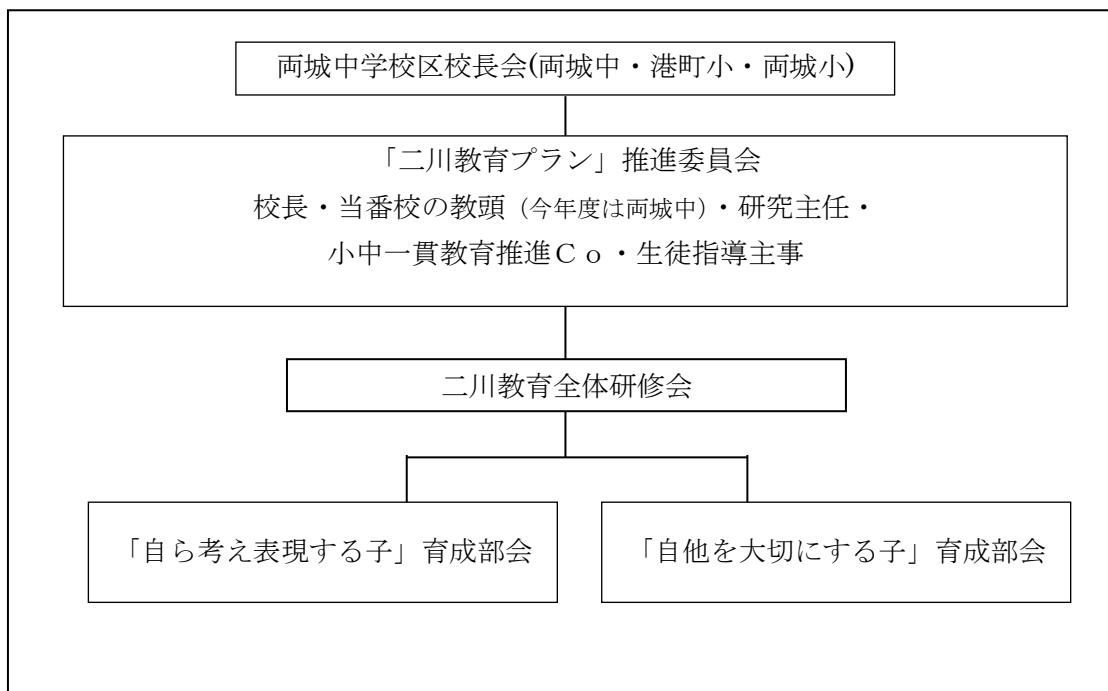 両城中学校区校長会(両城中・港町小・両城小)
「二川教育プラン」推進委員会
校長・当番校の教頻（今年度は両城中）・研究主任・
小中一貫教育推進Ｃｏ・生徒指導主事
二川教育全体研修会
「自ら考え表現する子」育成部会
「自他を大切にする子」育成部会